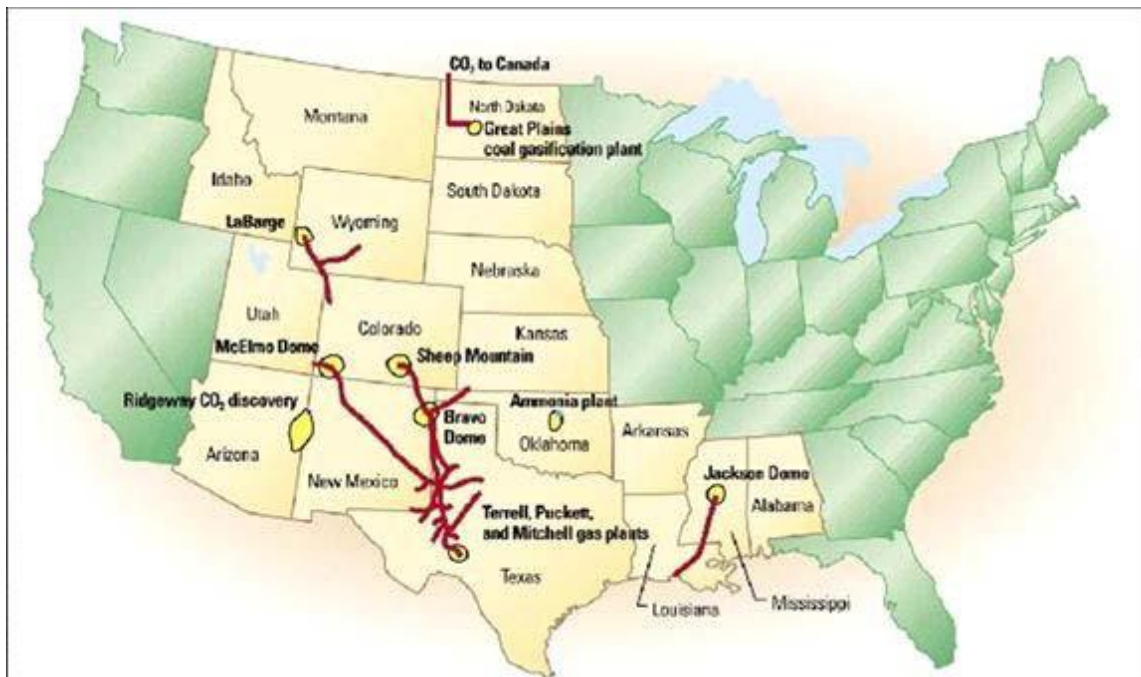 CO₂ to Canada
North Dakota
Great Plains
coal gasification plant
Montana
Idaho
South Dakota
LaBarge
Wyoming
Nebraska
Utah
Colorado
Kansas
McElmo Dome
Sheep Mountain
Ridgeway CO₂ discovery
Ammonia plant
Bravo
Dome
Oklahoma
Arkansas
Arizona
New Mexico
Jackson Dome
Alabama
Terrell, Puckett,
and Mitchell gas plants
Texas
Louisiana
Mississippi